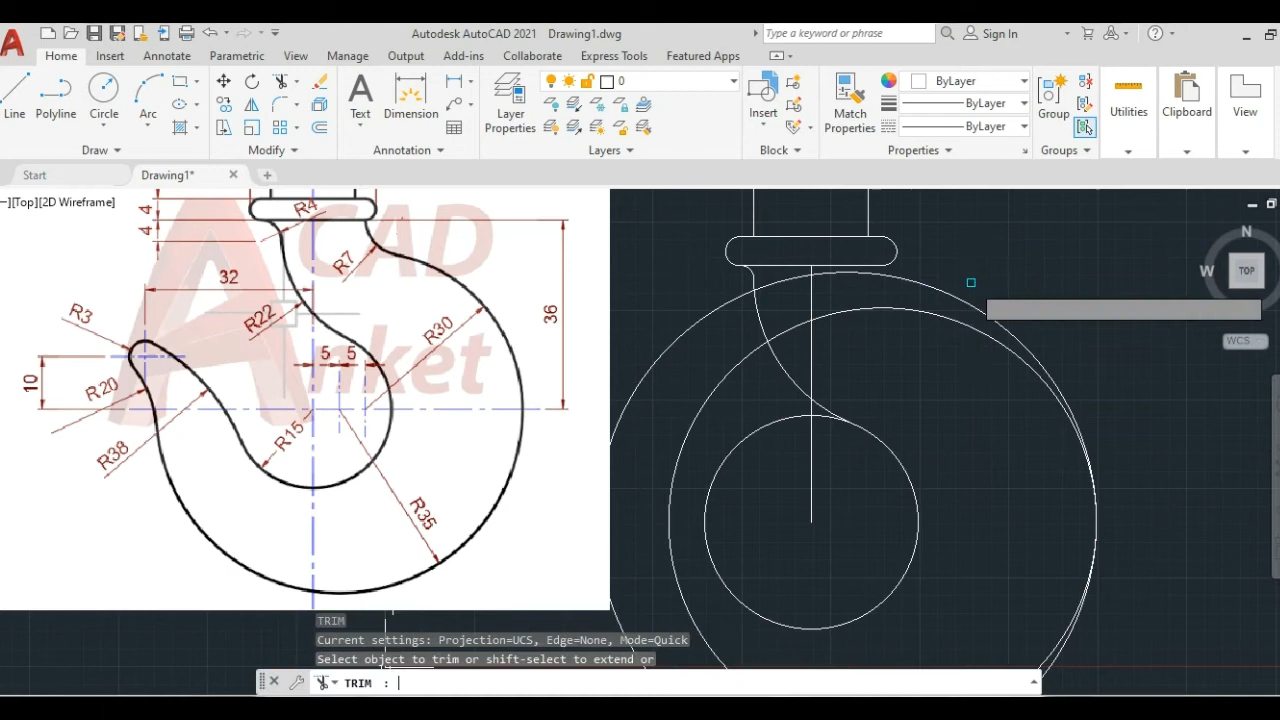 Autodesk AutoCAD 2021 Drawing1.dwg
Type a keyword or phrase
Sign In
Home Insert Annotate Parametric View Manage Output Add-ins Collaborate Express Tools Featured Apps
Line Polyline Circle Arc
Text Dimension
Layer
Properties
0
Insert
Match
Properties
ByLayer
ByLayer
ByLayer
Group
Utilities Clipboard View
Draw Modify Annotation Layers Block Properties Groups
Start Drawing1*
[Top][2D Wireframe]
ACAD
Anket
4
4
R4
R7
32
R3
R22
R30
36
5 5
10
R20
R38
R15
R35
N
W TOP
WCS
TRIM
Current settings: Projection=UCS, Edge=None, Mode=Quick
Select object to trim or shift-select to extend or
TRIM :